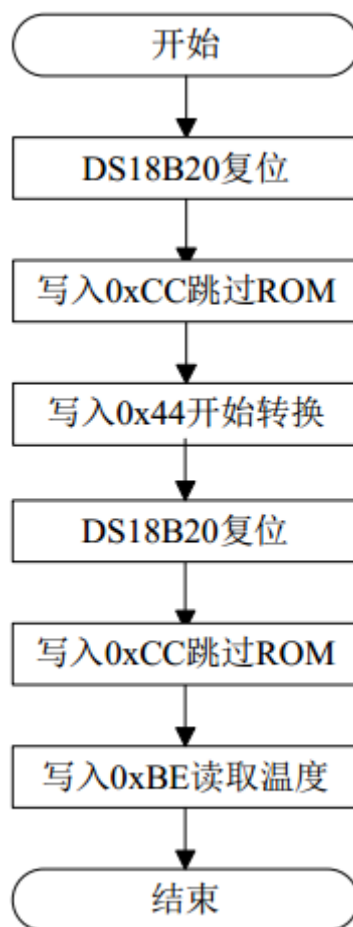 开始
DS18B20复位
写入0xCC跳过ROM
写入0x44开始转换
DS18B20复位
写入0xCC跳过ROM
写入0xBE读取温度
结束